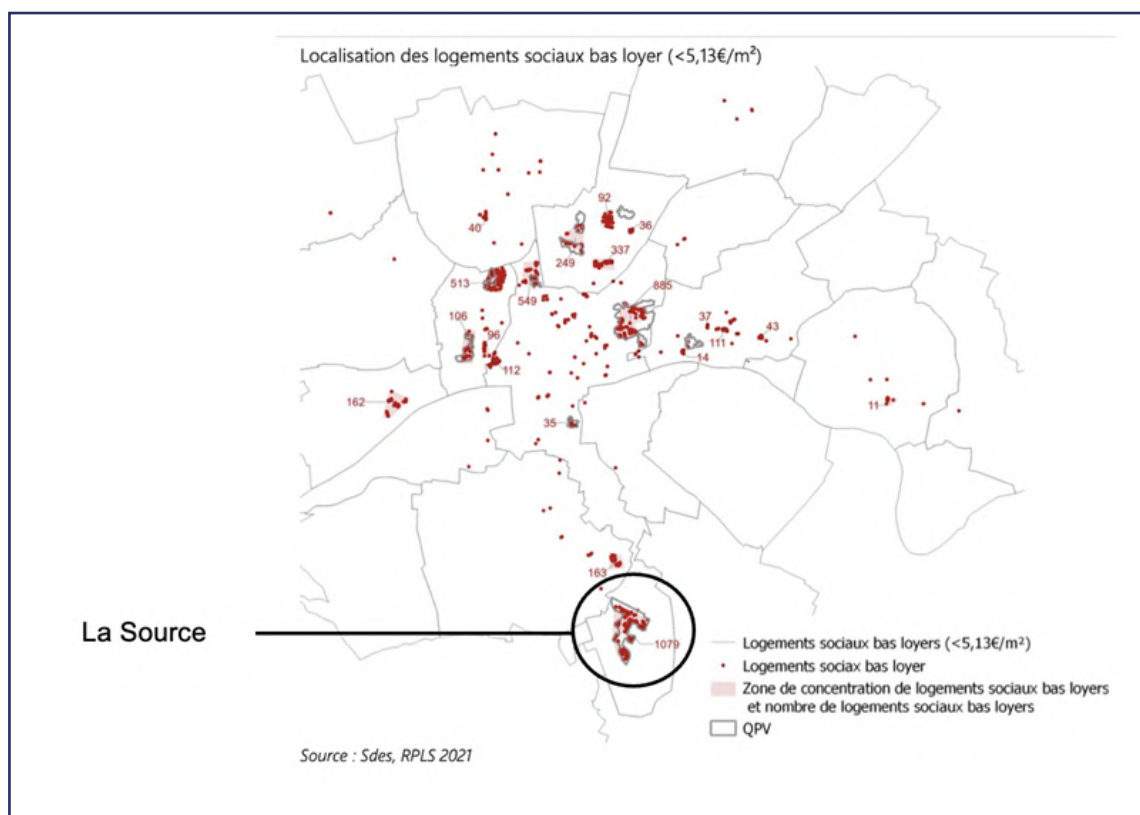 Localisation des logements sociaux bas loyer (<5,13€/m²)
92
40
36
249
337
513
549
885
106
96
37
43
111
14
112
162
35
11
163
La Source
1079
Logements sociaux bas loyers (<5,13€/m²)
Logements sociax bas loyer
Zone de concentration de logements sociaux bas loyers
et nombre de logements sociaux bas loyers
QPV
Source : Sdes, RPLS 2021